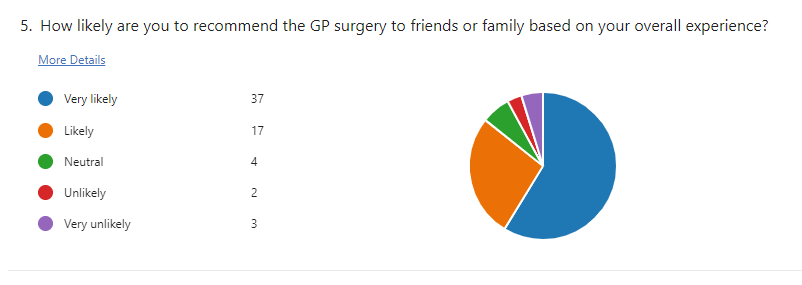 5. How likely are you to recommend the GP surgery to friends or family based on your overall experience?
More Details
Very likely 37
Likely 17
Neutral 4
Unlikely 2
Very unlikely 3